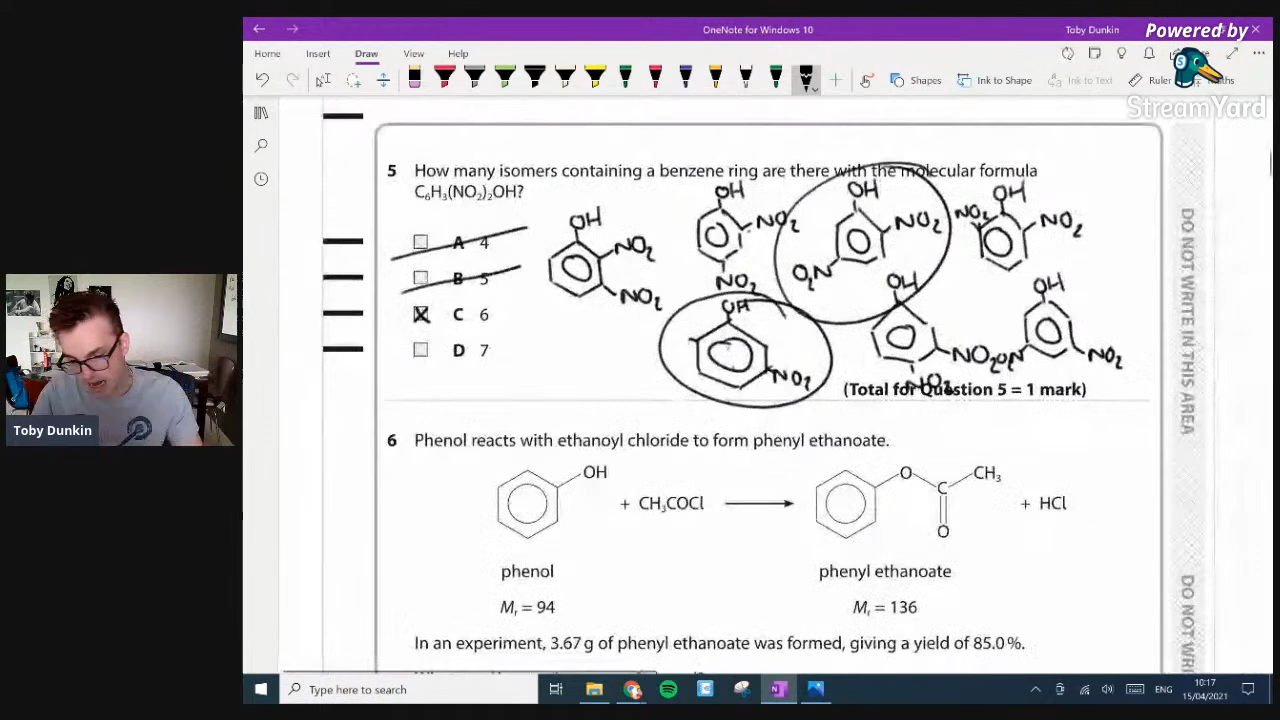 OneNote for Windows 10
Toby Dunkin
Powered by
StreamYard
Home Insert Draw View Help
Shapes Ink to Shape Ink to Text Ruler Maths
5 How many isomers containing a benzene ring are there with the molecular formula
C₆H₃(NO₂)₂OH?
A 4
B 5
C 6
D 7
OH NO₂ NO₂
OH NO₂ NO₂
OH NO₂ O₂N
OH NO₂ NO₂
OH NO₂
OH NO₂ NO₂
OH O₂N NO₂
(Total for Question 5 = 1 mark)
6 Phenol reacts with ethanoyl chloride to form phenyl ethanoate.
OH + CH₃COCl O C CH₃ O + HCl
phenol phenyl ethanoate
Mᵣ = 94 Mᵣ = 136
In an experiment, 3.67 g of phenyl ethanoate was formed, giving a yield of 85.0%.
DO NOT WRITE IN THIS AREA
DO NOT WRI
Toby Dunkin
Type here to search
ENG
10:17
15/04/2021